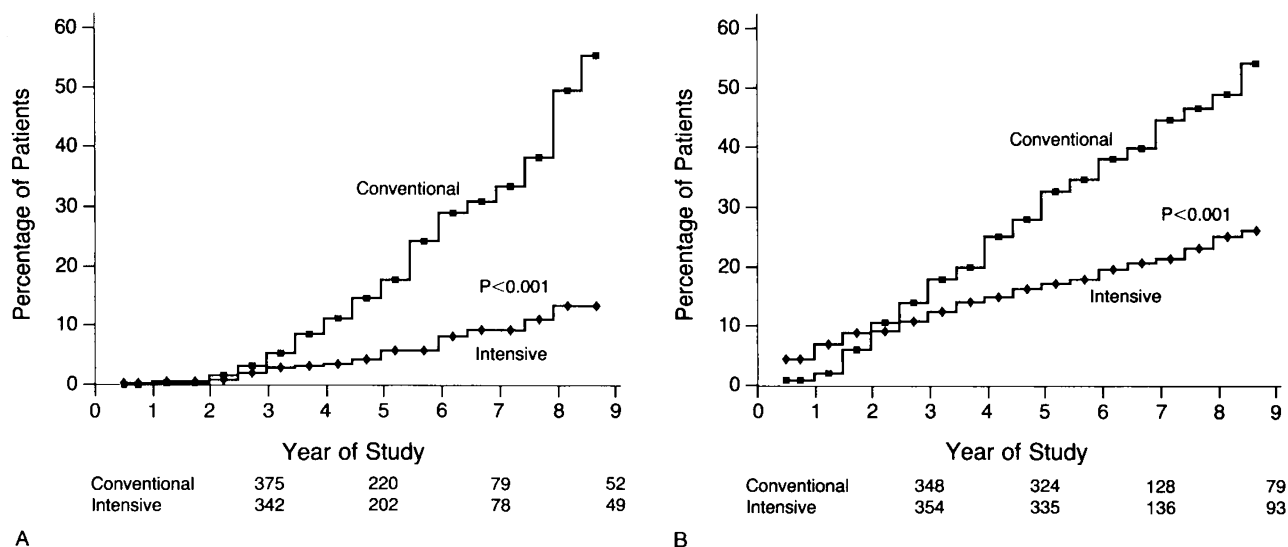 60
50
40
30
20
10
0
Percentage of Patients
Conventional
P<0.001
Intensive
0 1 2 3 4 5 6 7 8 9
Year of Study
Conventional 375 220 79 52
Intensive 342 202 78 49
A
60
50
40
30
20
10
0
Percentage of Patients
Conventional
P<0.001
Intensive
0 1 2 3 4 5 6 7 8 9
Year of Study
Conventional 348 324 128 79
Intensive 354 335 136 93
B